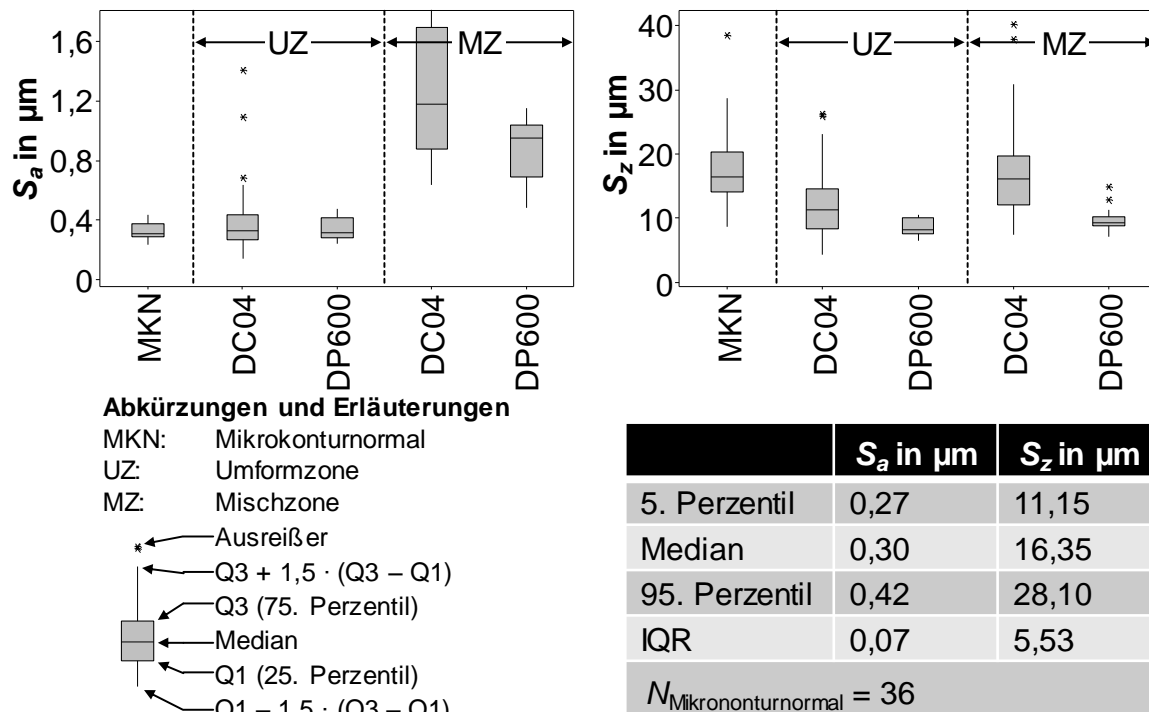 1,6
1,2
0,8
0,4
0
Sa in µm
UZ
MZ
MKN
DC04
DP600
DC04
DP600
40
30
20
10
0
Sz in µm
UZ
MZ
MKN
DC04
DP600
DC04
DP600
Abkürzungen und Erläuterungen
MKN: Mikrokonturnormal
UZ: Umformzone
MZ: Mischzone
Ausreißer
Q3 + 1,5 · (Q3 – Q1)
Q3 (75. Perzentil)
Median
Q1 (25. Perzentil)
Q1 – 1,5 · (Q3 – Q1)
Sa in µm Sz in µm
5. Perzentil 0,27 11,15
Median 0,30 16,35
95. Perzentil 0,42 28,10
IQR 0,07 5,53
NMikrononturnormal = 36